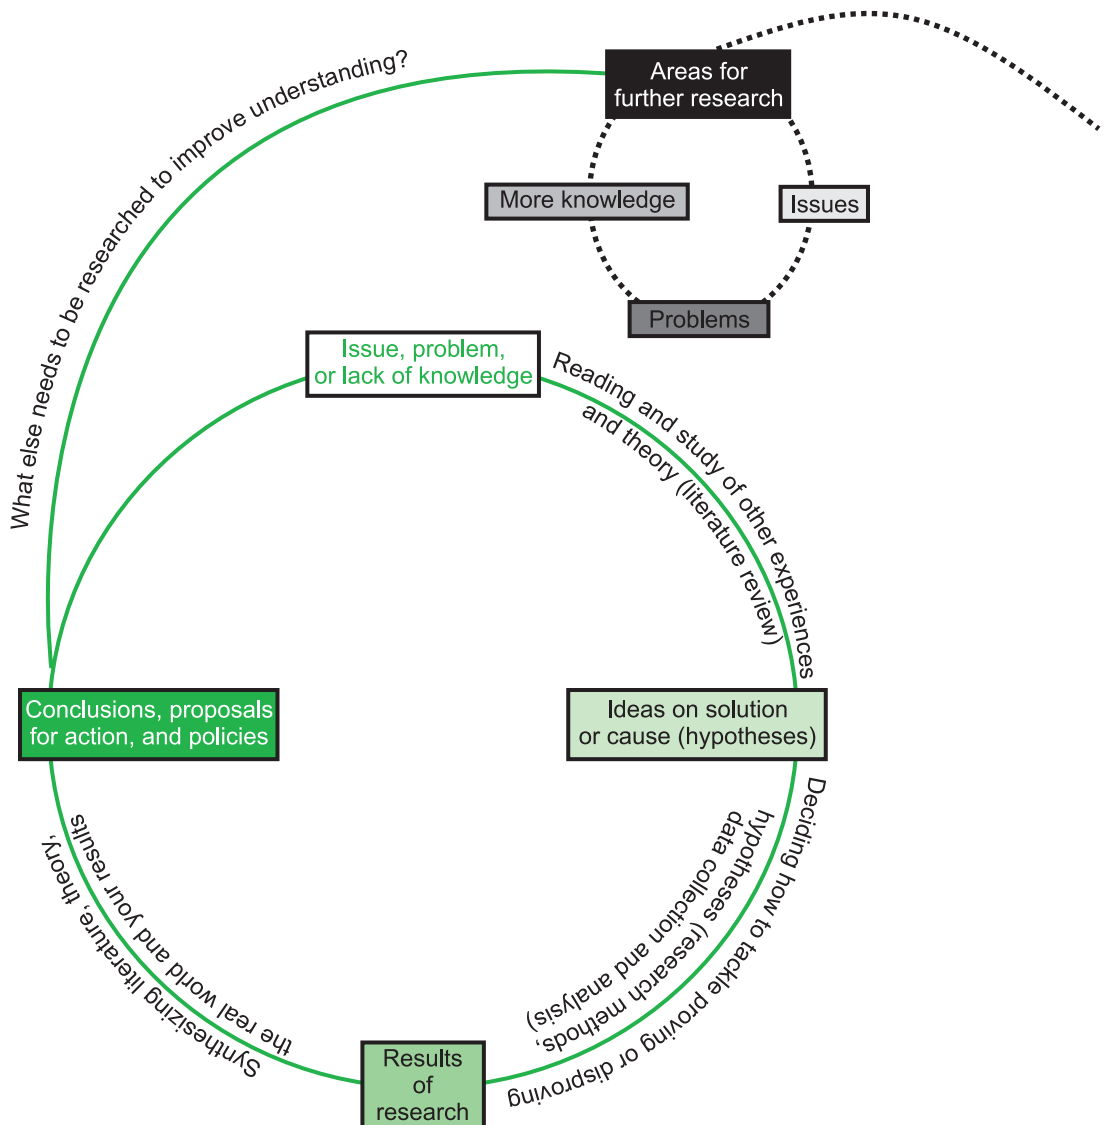 Areas for
further research
What else needs to be researched to improve understanding?
More knowledge
Issues
Problems
Issue, problem,
or lack of knowledge
Reading and study of other experiences
and theory (literature review)
Conclusions, proposals
for action, and policies
Ideas on solution
or cause (hypotheses)
Deciding how to tackle proving or disproving
hypotheses (research methods,
data collection and analysis)
Synthesizing literature, theory,
the real world and your results
Results
of
research